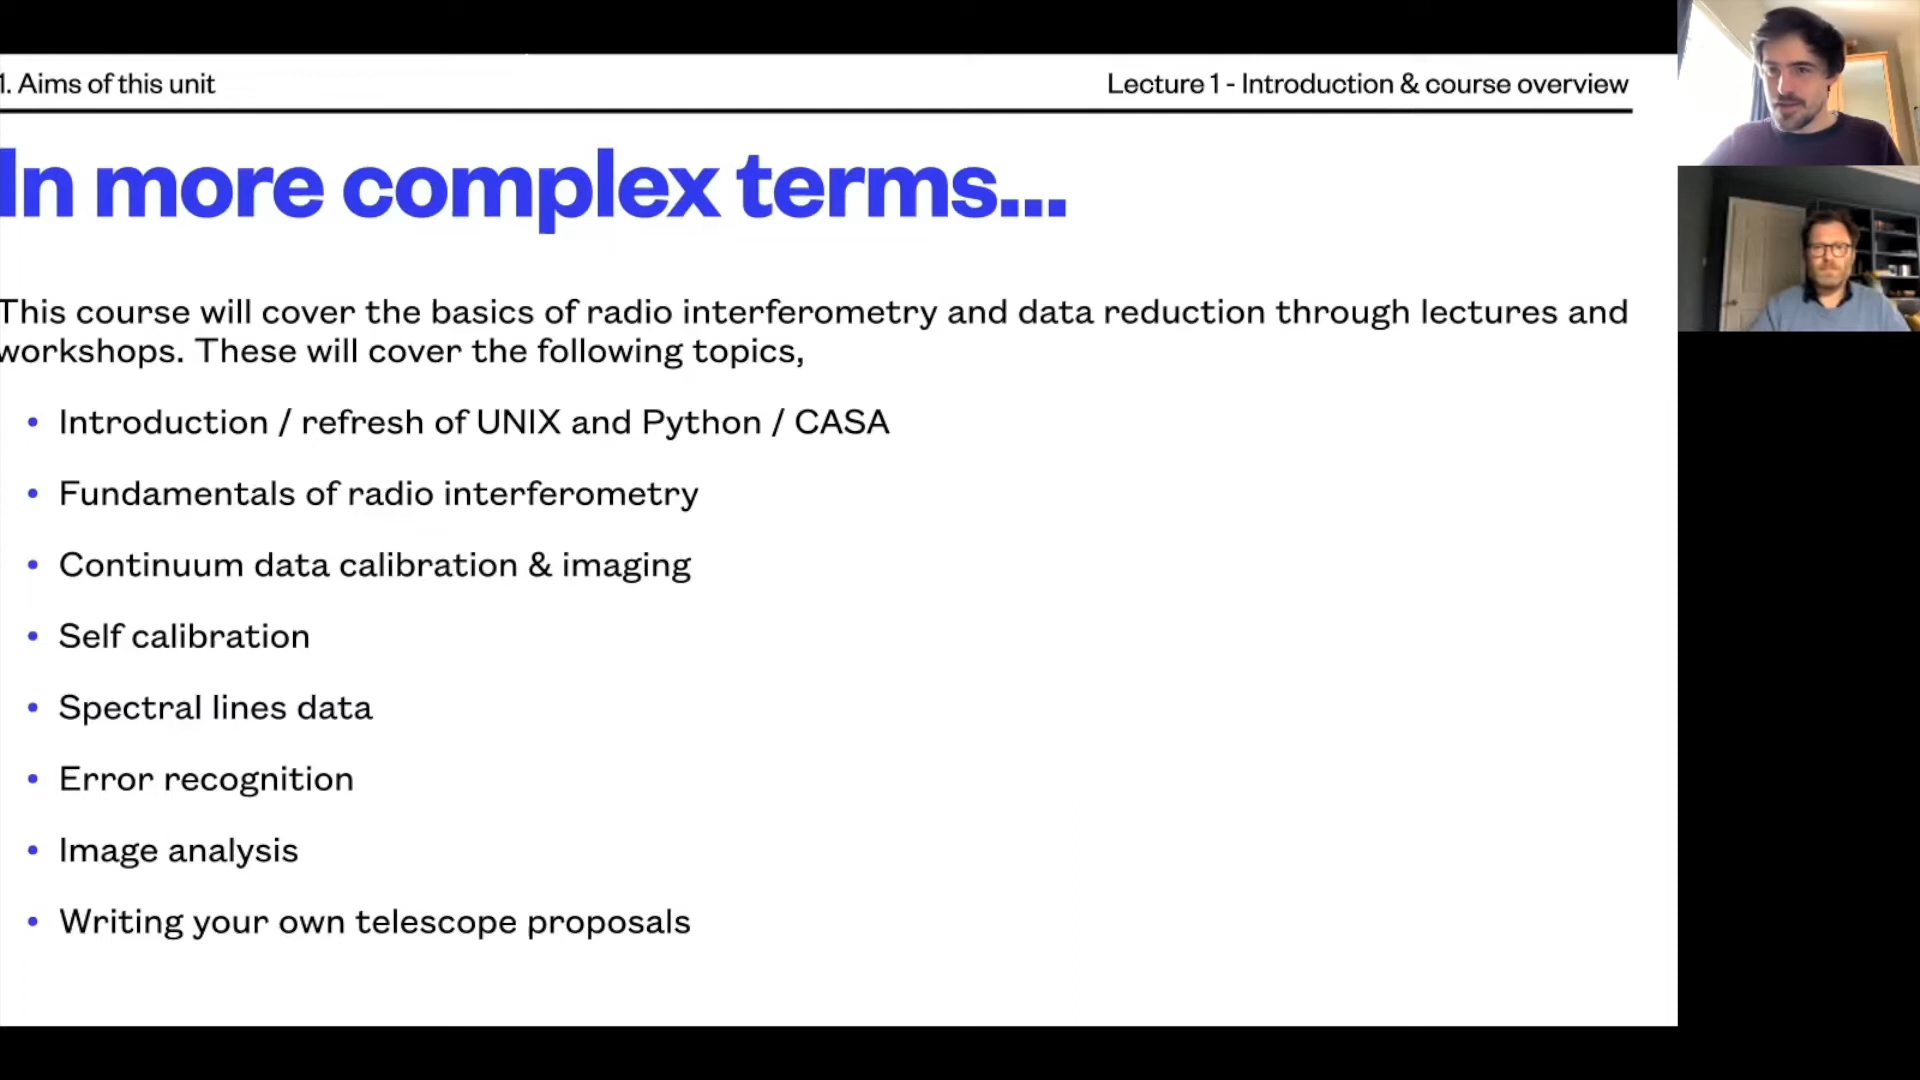 1. Aims of this unit
Lecture 1 - Introduction & course overview
In more complex terms...
This course will cover the basics of radio interferometry and data reduction through lectures and
workshops. These will cover the following topics,
• Introduction / refresh of UNIX and Python / CASA
• Fundamentals of radio interferometry
• Continuum data calibration & imaging
• Self calibration
• Spectral lines data
• Error recognition
• Image analysis
• Writing your own telescope proposals